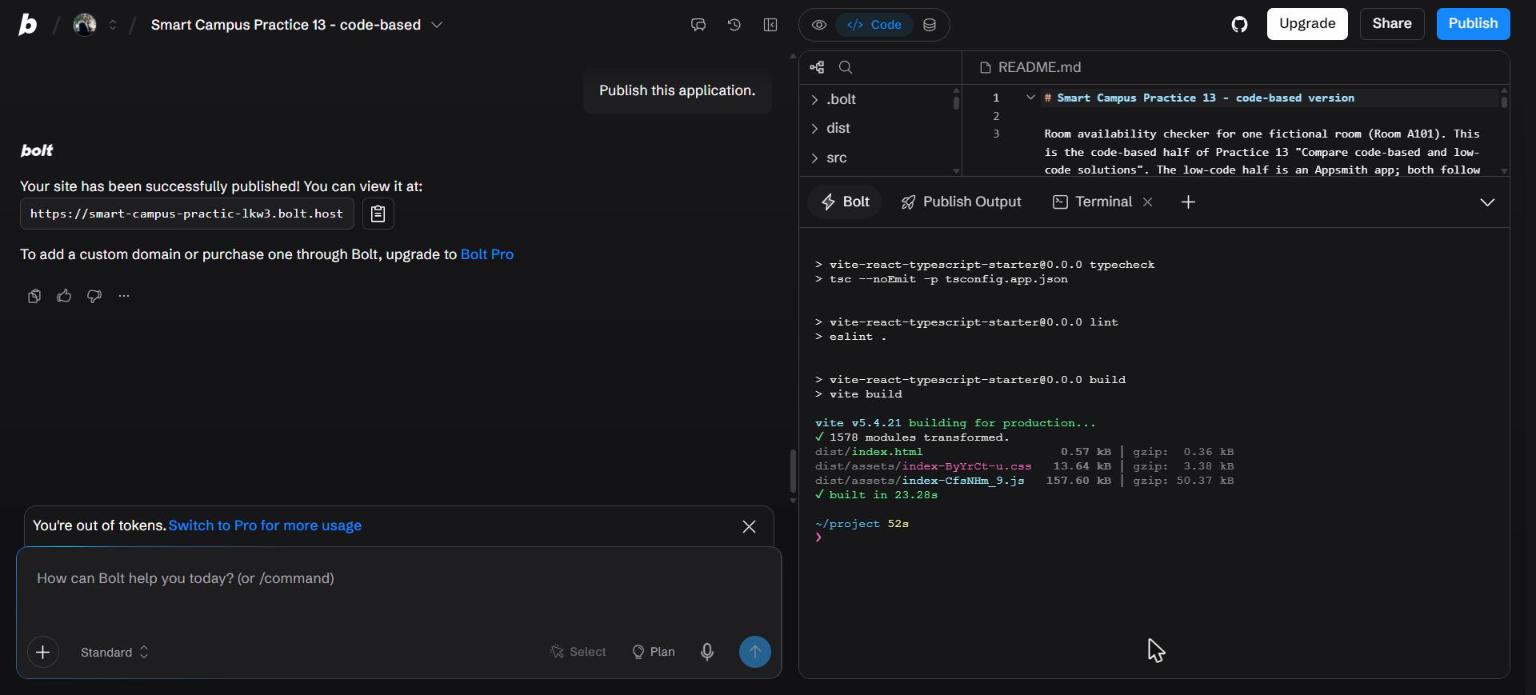 b / / Smart Campus Practice 13 - code-based
Code
Upgrade
Share
Publish
Publish this application.
bolt
Your site has been successfully published! You can view it at:
https://smart-campus-practic-lkw3.bolt.host
To add a custom domain or purchase one through Bolt, upgrade to Bolt Pro
You're out of tokens. Switch to Pro for more usage
How can Bolt help you today? (or /command)
Standard
Select
Plan
.bolt
dist
src
README.md
1 # Smart Campus Practice 13 - code-based version
2
3 Room availability checker for one fictional room (Room A101). This
is the code-based half of Practice 13 "Compare code-based and low-
code solutions". The low-code half is an Appsmith app; both follow
Bolt
Publish Output
Terminal
> vite-react-typescript-starter@0.0.0 typecheck
> tsc --noEmit -p tsconfig.app.json
> vite-react-typescript-starter@0.0.0 lint
> eslint .
> vite-react-typescript-starter@0.0.0 build
> vite build
vite v5.4.21 building for production...
✓ 1578 modules transformed.
dist/index.html 0.57 kB │ gzip: 0.36 kB
dist/assets/index-ByYrCt-u.css 13.64 kB │ gzip: 3.38 kB
dist/assets/index-CfsNHm_9.js 157.60 kB │ gzip: 50.37 kB
✓ built in 23.28s
~/project 52s
❯